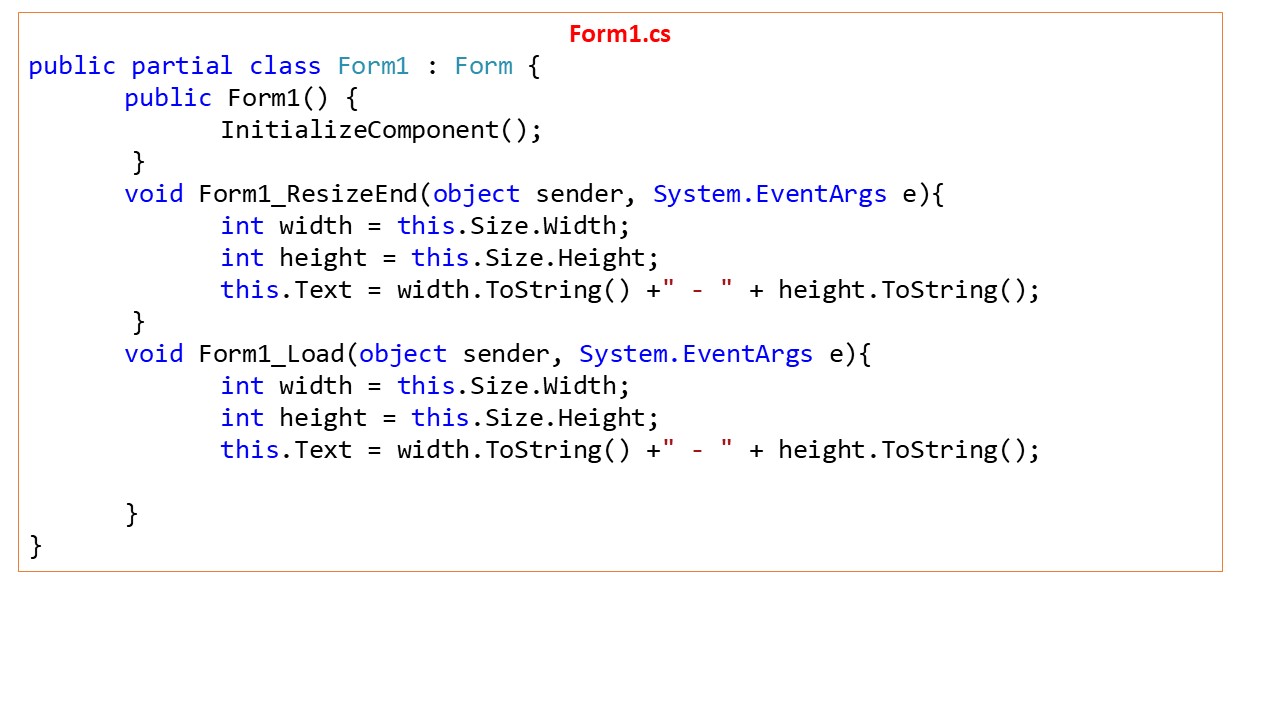 Form1.cs
public partial class Form1 : Form {
public Form1() {
InitializeComponent();
}
void Form1_ResizeEnd(object sender, System.EventArgs e){
int width = this.Size.Width;
int height = this.Size.Height;
this.Text = width.ToString() +" - " + height.ToString();
}
void Form1_Load(object sender, System.EventArgs e){
int width = this.Size.Width;
int height = this.Size.Height;
this.Text = width.ToString() +" - " + height.ToString();
}
}